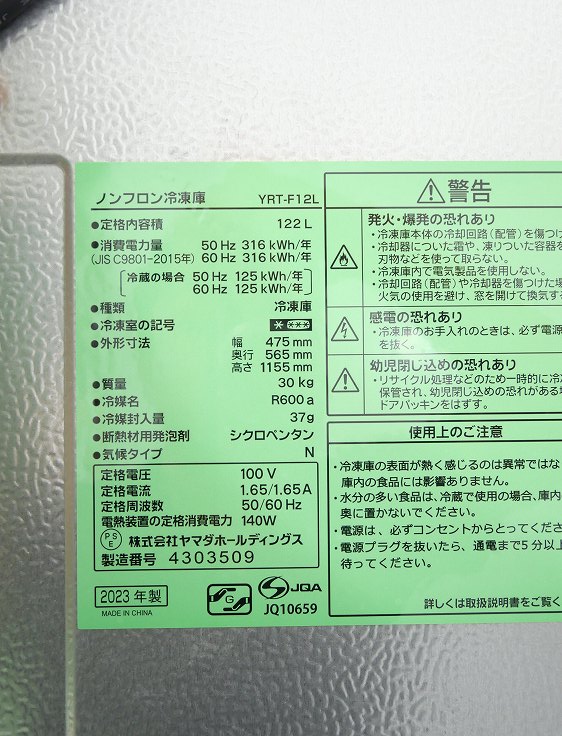 ノンフロン冷凍庫 YRT-F12L
●定格内容積 122 L
●消費電力量 50 Hz 316 kWh/年
(JIS C9801-2015年) 60 Hz 316 kWh/年
冷蔵の場合 50 Hz 125 kWh/年
60 Hz 125 kWh/年
●種類 冷凍庫
●冷凍室の記号 * ***
●外形寸法 幅 475 mm
奥行 565 mm
高さ 1155 mm
●質量 30 kg
●冷媒名 R600a
●冷媒封入量 37g
●断熱材用発泡剤 シクロペンタン
●気候タイプ N
定格電圧 100 V
定格電流 1.65/1.65A
定格周波数 50/60 Hz
電熱装置の定格消費電力 140W
PSE 株式会社ヤマダホールディングス
製造番号 4303509
2023 年製
MADE IN CHINA
G
JQA
JQ10659
警告
発火・爆発の恐れあり
・冷凍庫本体の冷却回路(配管)を傷つけ
・冷却器についた霜や、凍りついた容器を
刃物などを使って取らない。
・冷凍庫内で電気製品を使用しない。
・冷却回路(配管)や冷却器を傷つけた場
火気の使用を避け、窓を開けて換気する
感電の恐れあり
・冷凍庫のお手入れのときは、必ず電源
を抜く。
幼児閉じ込めの恐れあり
・リサイクル処理などのため一時的に冷
保管され、幼児閉じ込めの恐れがある場
ドアパッキンをはずす。
使用上のご注意
・冷凍庫の表面が熱く感じるのは異常ではな
庫内の食品には影響ありません。
・水分の多い食品は、冷蔵で使用の場合、庫内
奥に置かないでください。
・電源は、必ずコンセントからとってくださ
・電源プラグを抜いたら、通電まで5分以上
待ってください。
詳しくは取扱説明書をご覧く